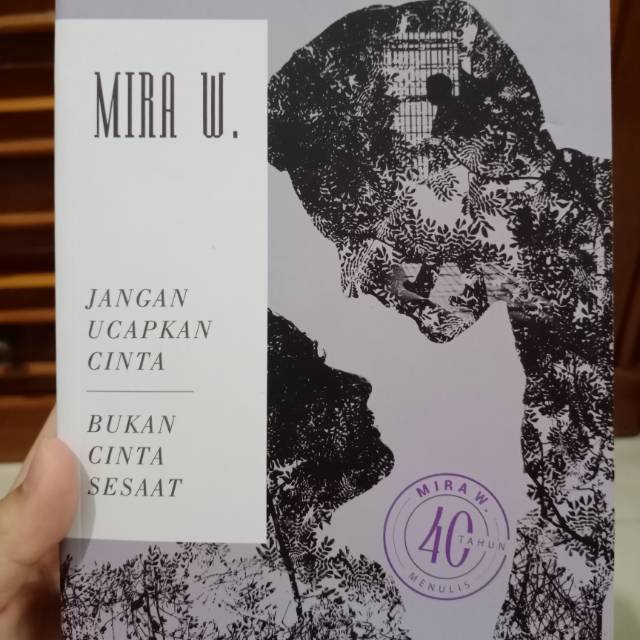 MIRA W.
JANGAN
UCAPKAN
CINTA
BUKAN
CINTA
SESAAT
MIRA W.
40
TAHUN
MENULIS